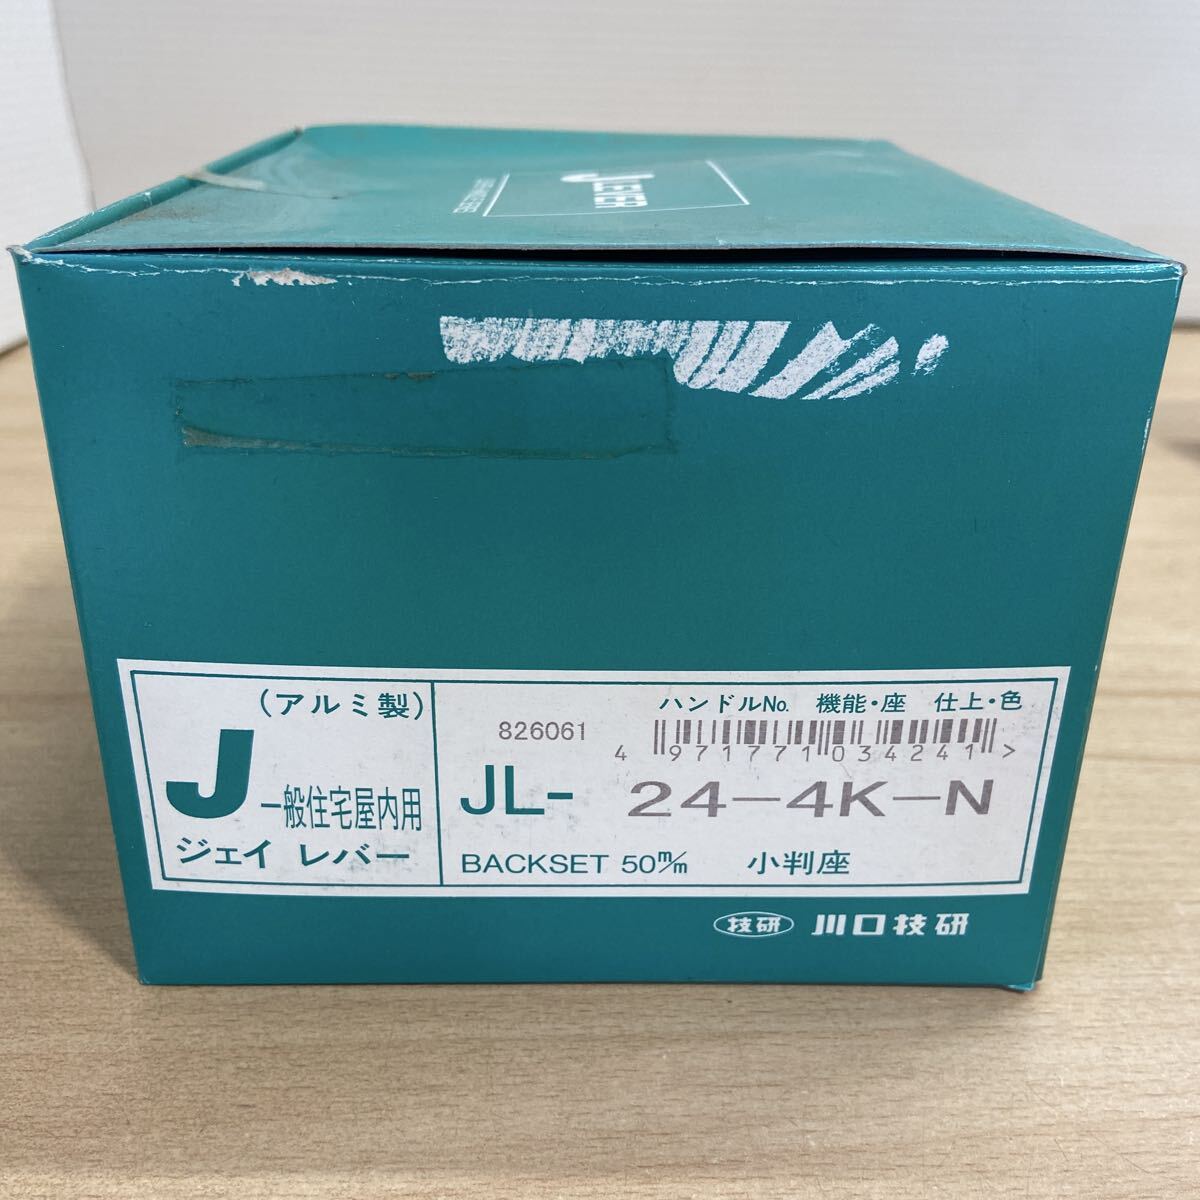 J LEVER
(アルミ製)
J 一般住宅屋内用
ジェイ レバー
ハンドルNo. 機能・座 仕上・色
826061
4 971771 034241 >
JL- 24-4K-N
BACKSET 50m/m 小判座
技研 川口技研